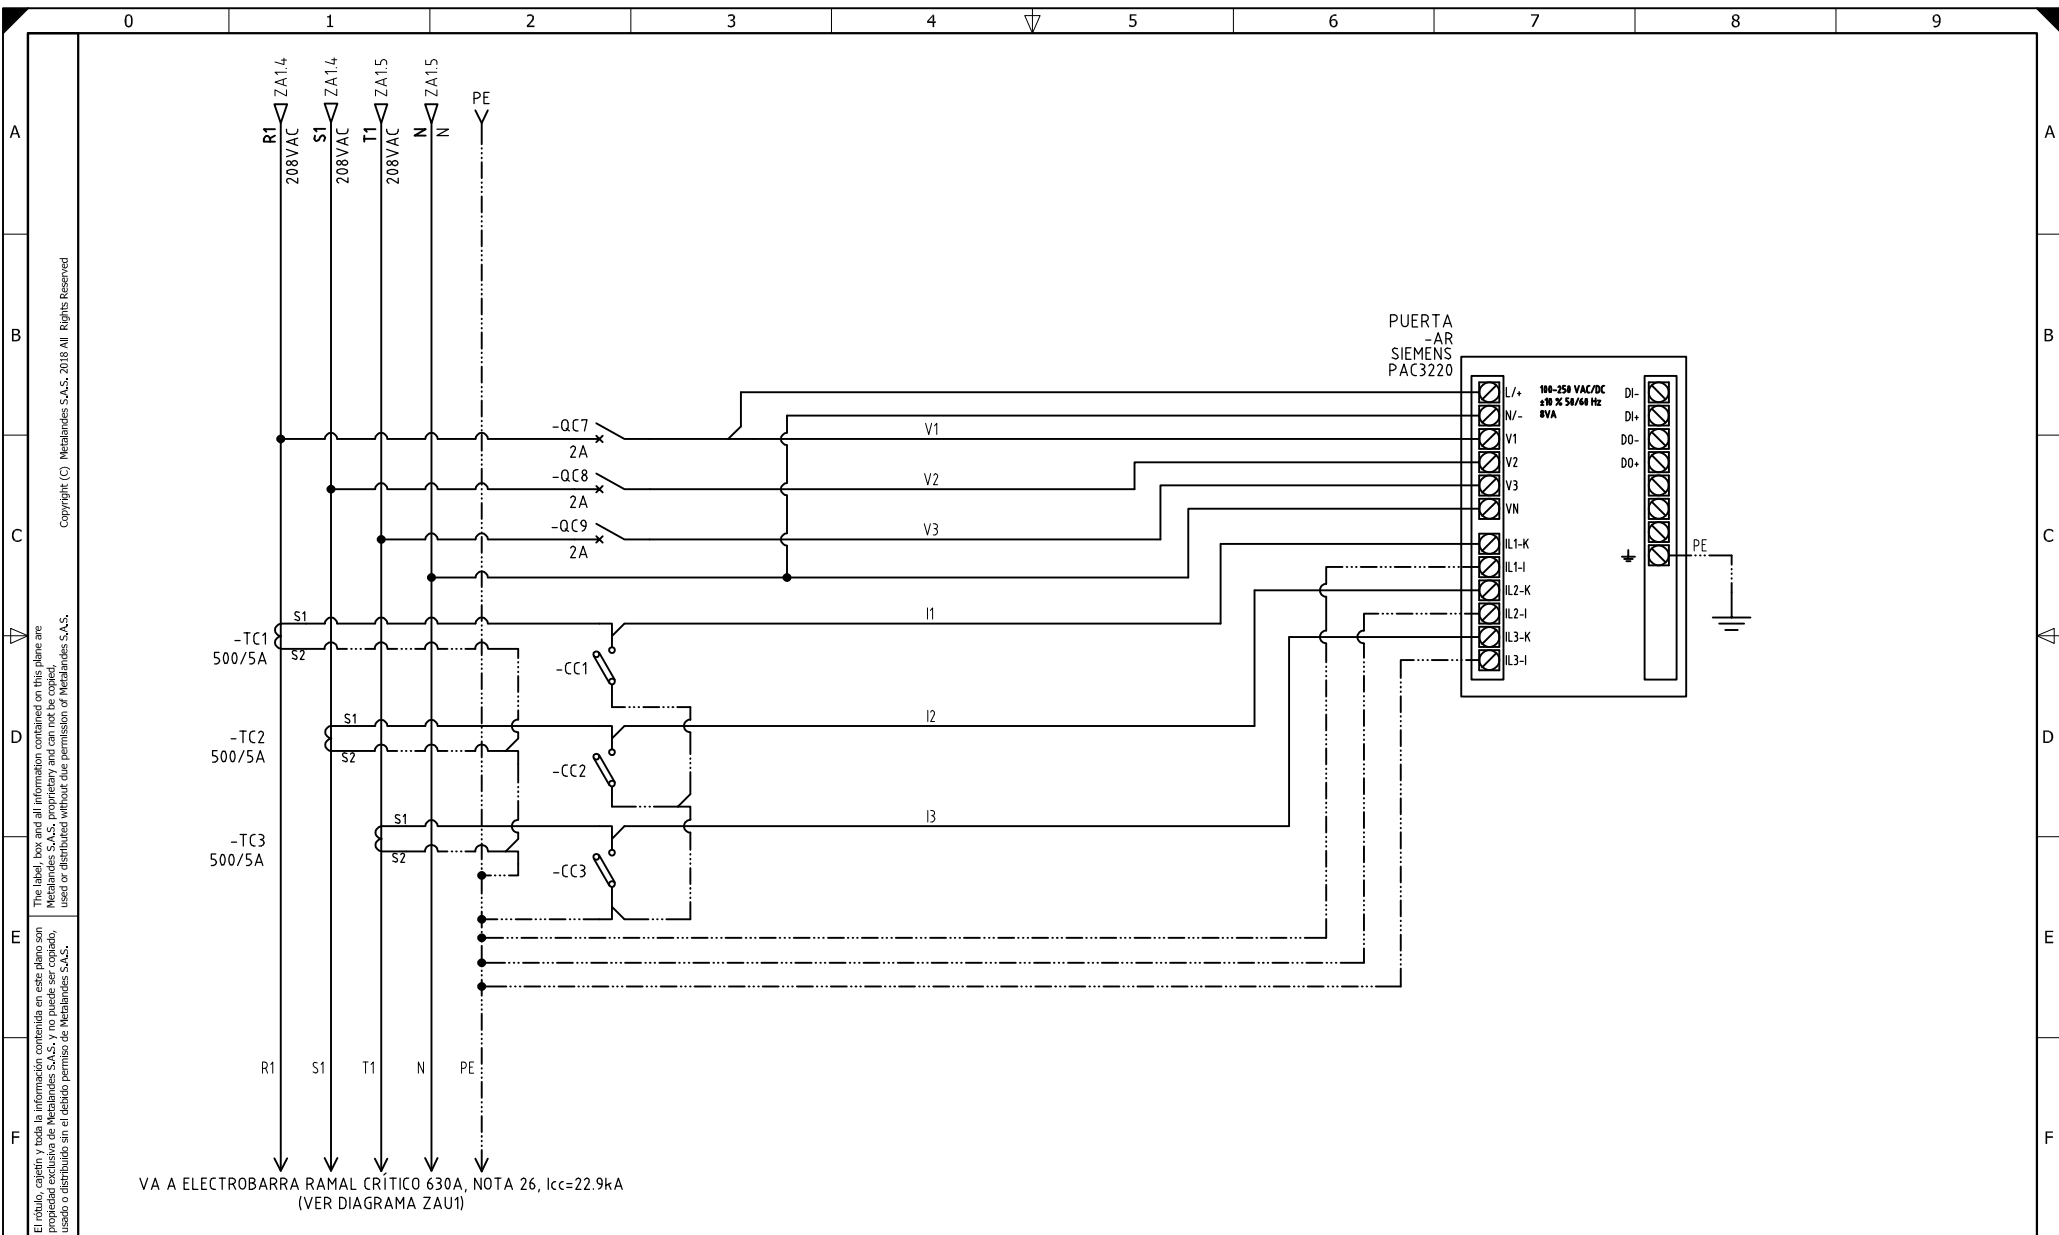 0 1 2 3 4 5 6 7 8 9
ZA1.4
ZA1.4
ZA1.5
ZA1.5
PE
R1
208VAC
S1
208VAC
T1
208VAC
N
N
A
A
B
B
C
C
D
D
E
E
F
F
Copyright (C) Metalandes S.A.S. 2018 All Rights Reserved
The label, box and all information contained on this plane are
Metalandes S.A.S. proprietary and can not be copied,
used or distributed without due permission of Metalandes S.A.S.
El rótulo, cajetín y toda la información contenida en este plano son
propiedad exclusiva de Metalandes S.A.S. y no puede ser copiado,
usado o distribuido sin el debido permiso de Metalandes S.A.S.
PUERTA
-AR
SIEMENS
PAC3220
L/+
N/-
V1
V2
V3
VN
IL1-K
IL1-I
IL2-K
IL2-I
IL3-K
IL3-I
100-250 VAC/DC
±10 % 50/60 Hz
8VA
DI-
DI+
DO-
DO+
PE
-QC7
2A
V1
-QC8
2A
V2
-QC9
2A
V3
S1
-TC1
500/5A
S2
-CC1
I1
S1
-TC2
500/5A
S2
-CC2
I2
S1
-TC3
500/5A
S2
-CC3
I3
R1 S1 T1 N PE
VA A ELECTROBARRA RAMAL CRÍTICO 630A, NOTA 26, Icc=22.9kA
(VER DIAGRAMA ZAU1)